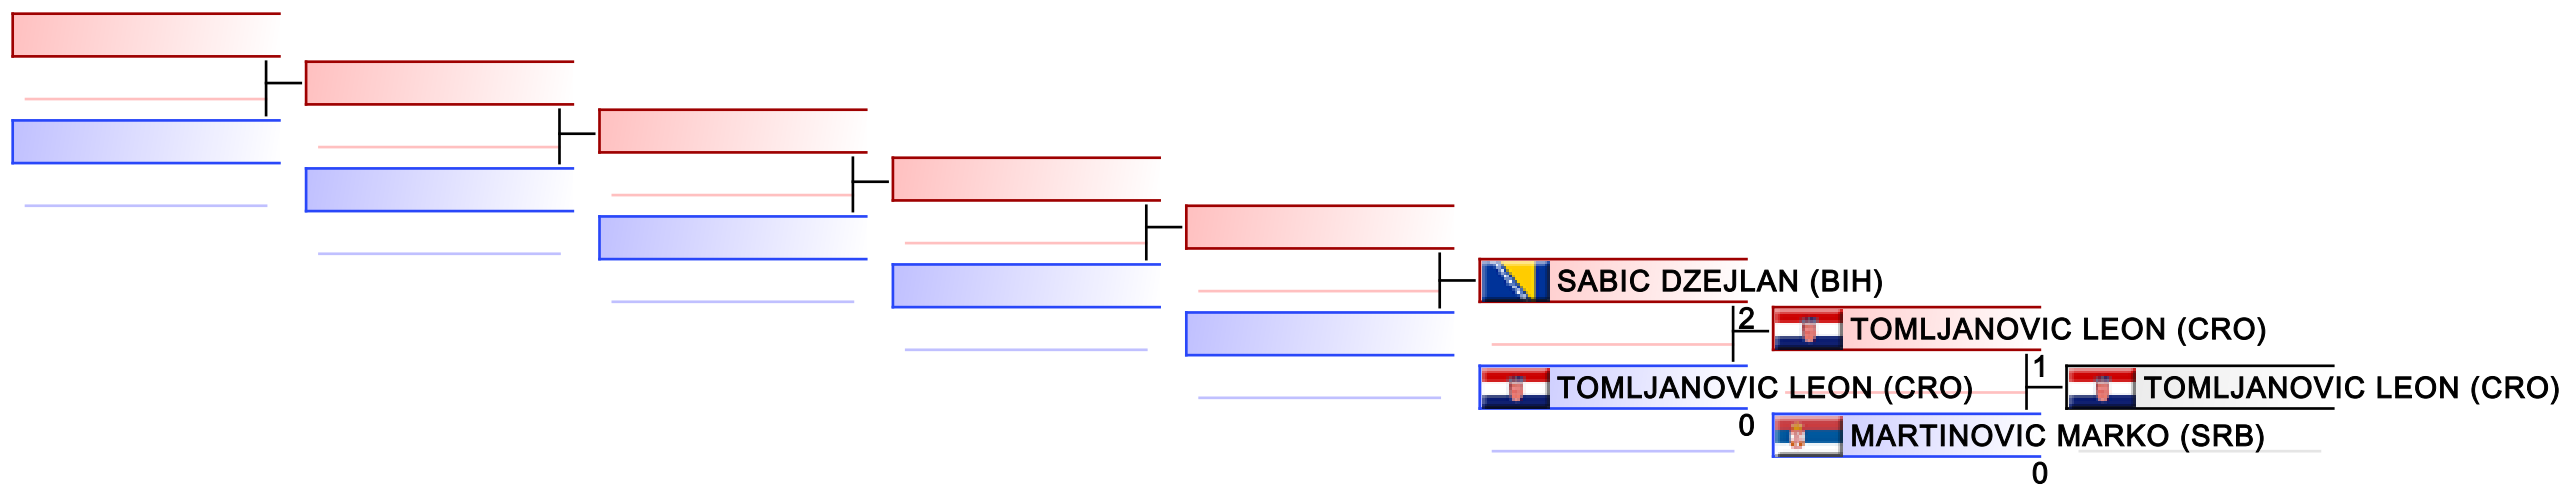 SABIC DZEJLAN (BIH)
2
TOMLJANOVIC LEON (CRO)
0
TOMLJANOVIC LEON (CRO)
1
MARTINOVIC MARKO (SRB)
0
TOMLJANOVIC LEON (CRO)